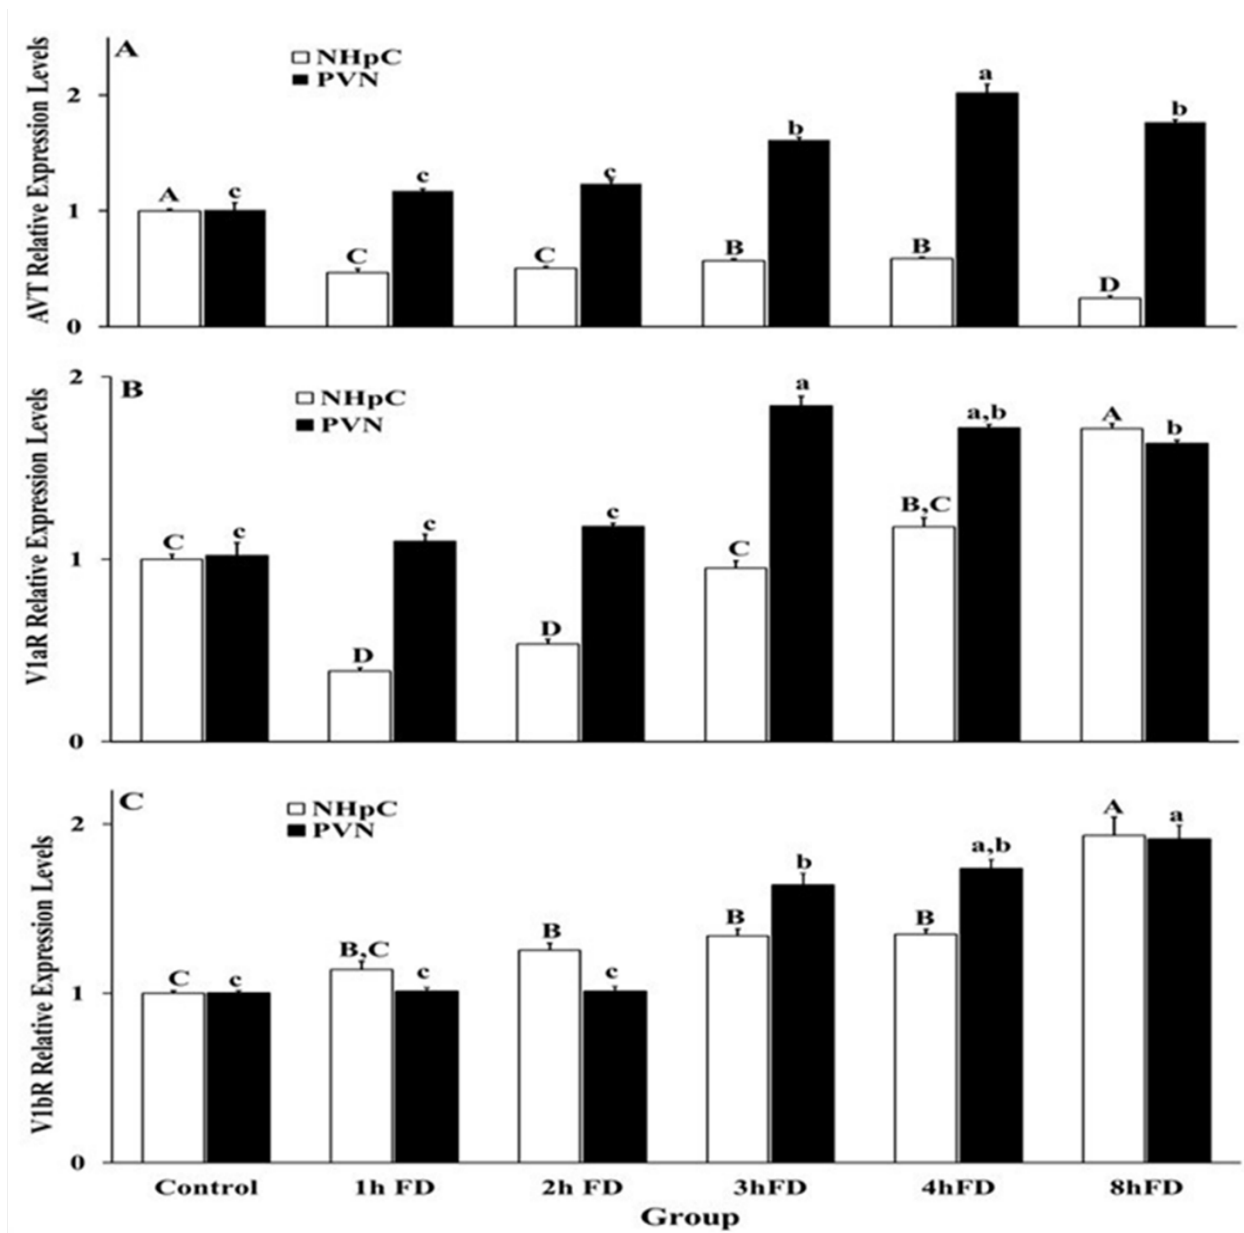 A
NHpC
PVN
AVT Relative Expression Levels
2
1
0
A
c
C
c
C
c
B
b
B
a
D
b
B
NHpC
PVN
V1aR Relative Expression Levels
2
1
0
C
c
D
c
D
c
C
a
B,C
a,b
A
b
C
NHpC
PVN
V1bR Relative Expression Levels
2
1
0
C
c
B,C
c
B
c
B
b
B
a,b
A
a
Control 1h FD 2h FD 3hFD 4hFD 8hFD
Group